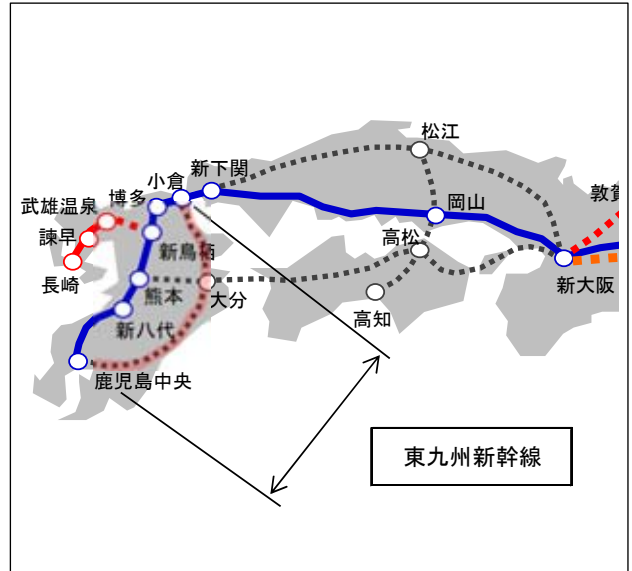 松江
新下関
小倉
博多
岡山
武雄温泉
敦賀
諫早
新鳥栖
高松
長崎
熊本
大分
新大阪
高知
新八代
鹿児島中央
東九州新幹線